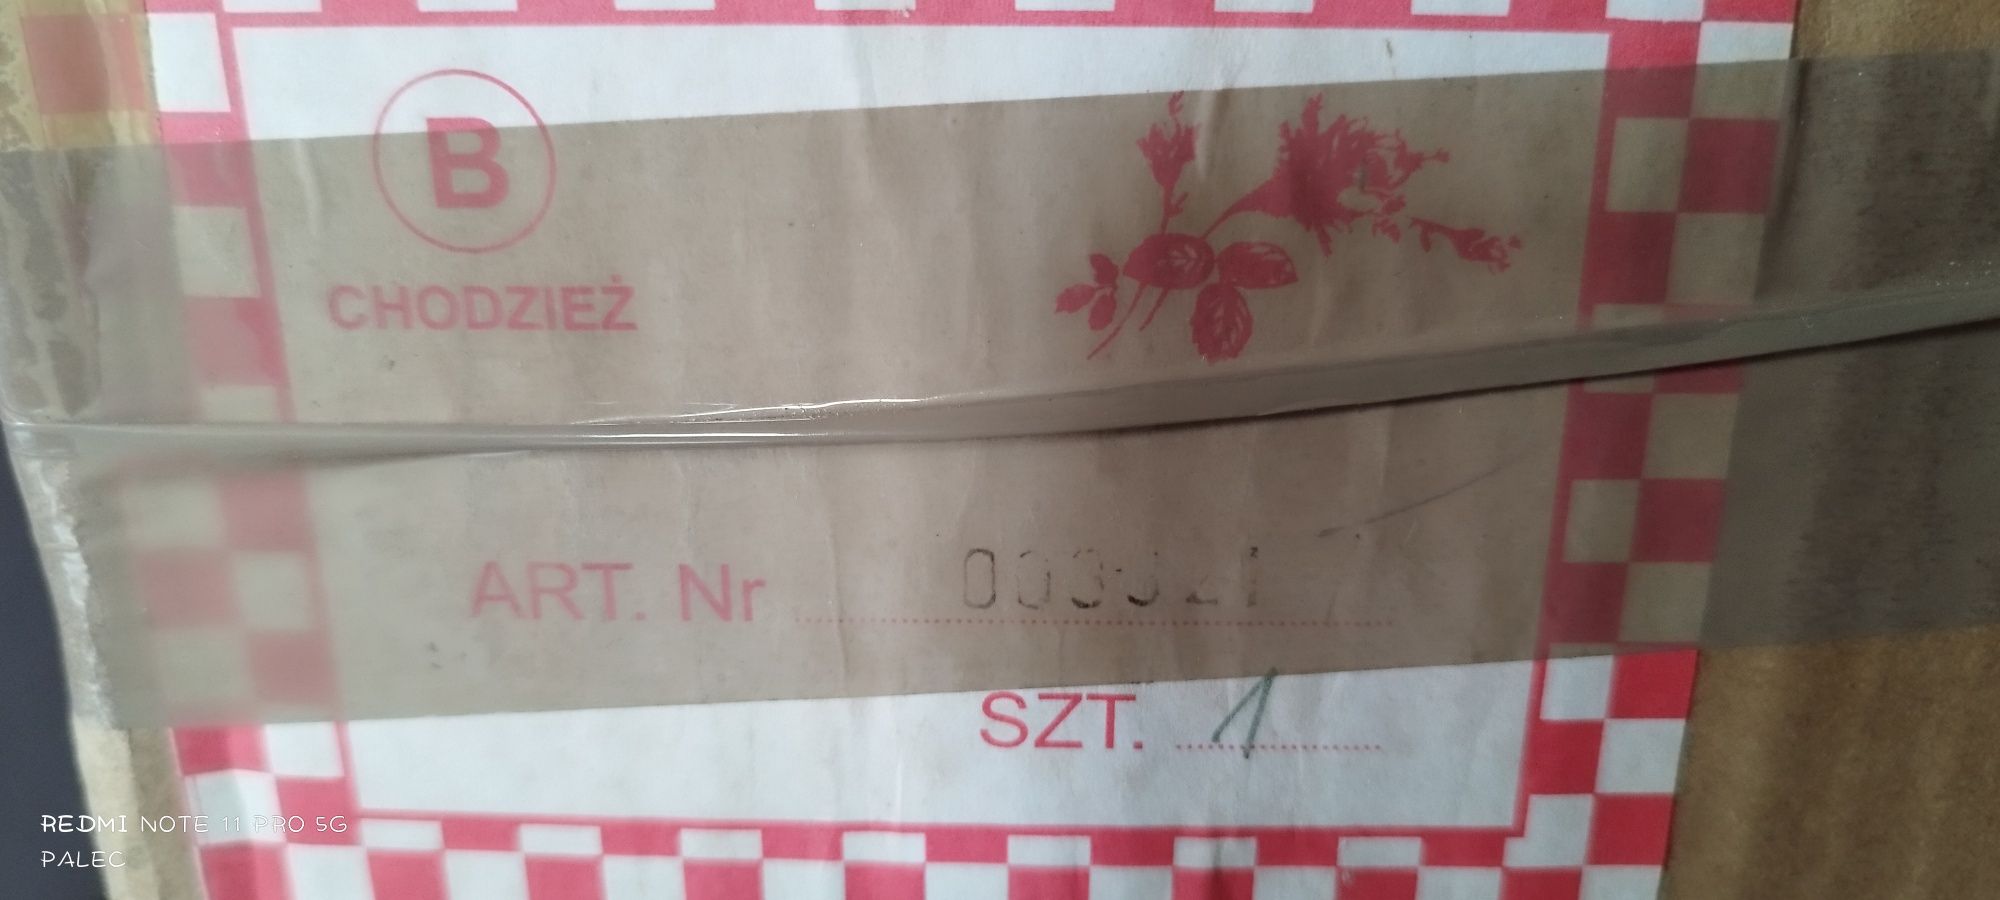 B
CHODZIEŻ
ART. Nr
SZT. 1
REDMI NOTE 11 PRO 5G
PALEC